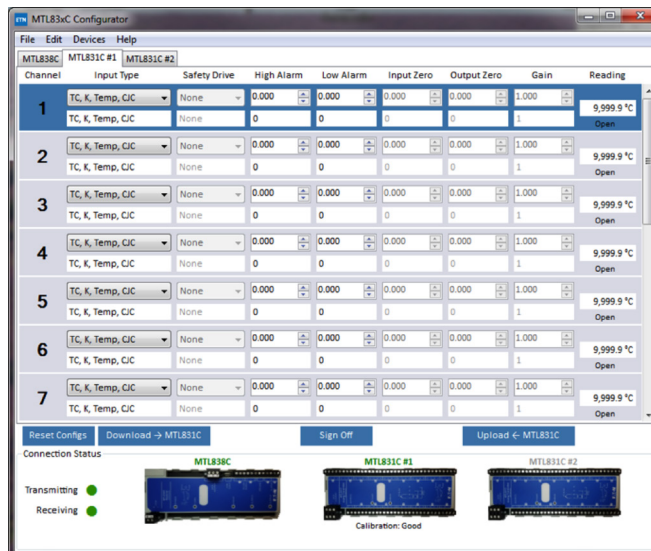 ETN MTL83xC Configurator
File Edit Devices Help
MTL838C MTL831C #1 MTL831C #2
Channel Input Type Safety Drive High Alarm Low Alarm Input Zero Output Zero Gain Reading
1 TC, K, Temp, CJC None 0.000 0.000 0.000 0.000 1.000 9,999.9 °C
TC, K, Temp, CJC None 0 0 0 0 1 Open
2 TC, K, Temp, CJC None 0.000 0.000 0.000 0.000 1.000 9,999.9 °C
TC, K, Temp, CJC None 0 0 0 0 1 Open
3 TC, K, Temp, CJC None 0.000 0.000 0.000 0.000 1.000 9,999.9 °C
TC, K, Temp, CJC None 0 0 0 0 1 Open
4 TC, K, Temp, CJC None 0.000 0.000 0.000 0.000 1.000 9,999.9 °C
TC, K, Temp, CJC None 0 0 0 0 1 Open
5 TC, K, Temp, CJC None 0.000 0.000 0.000 0.000 1.000 9,999.9 °C
TC, K, Temp, CJC None 0 0 0 0 1 Open
6 TC, K, Temp, CJC None 0.000 0.000 0.000 0.000 1.000 9,999.9 °C
TC, K, Temp, CJC None 0 0 0 0 1 Open
7 TC, K, Temp, CJC None 0.000 0.000 0.000 0.000 1.000 9,999.9 °C
TC, K, Temp, CJC None 0 0 0 0 1 Open
Reset Configs Download → MTL831C Sign Off Upload ← MTL831C
Connection Status
MTL838C MTL831C #1 MTL831C #2
Transmitting
Receiving
Calibration: Good